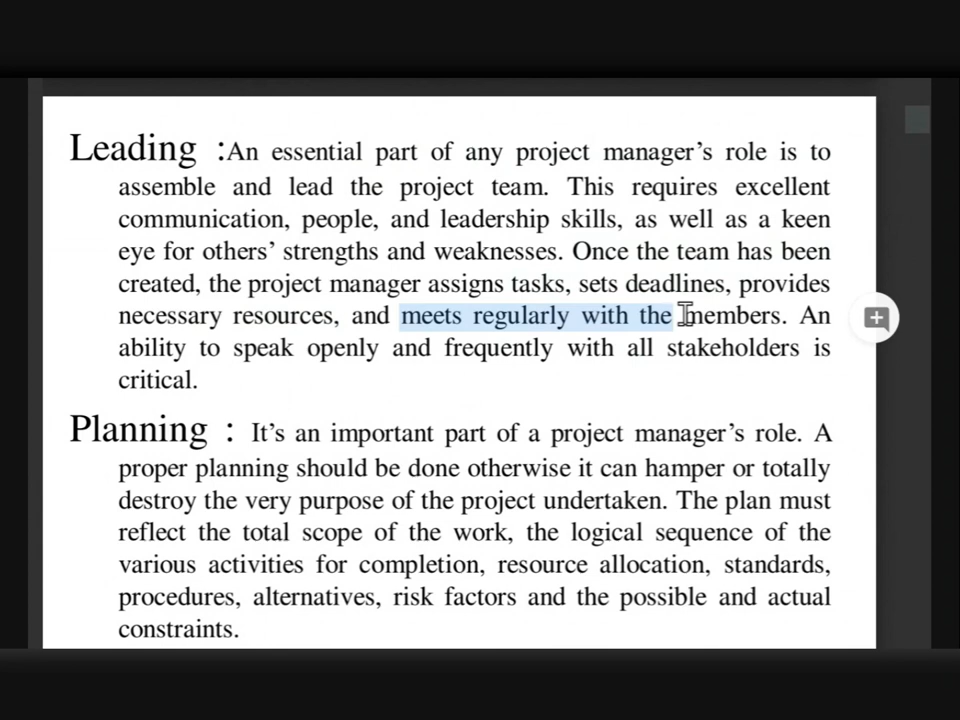 Leading :An essential part of any project manager’s role is to
assemble and lead the project team. This requires excellent
communication, people, and leadership skills, as well as a keen
eye for others’ strengths and weaknesses. Once the team has been
created, the project manager assigns tasks, sets deadlines, provides
necessary resources, and meets regularly with the members. An
ability to speak openly and frequently with all stakeholders is
critical.
Planning : It’s an important part of a project manager’s role. A
proper planning should be done otherwise it can hamper or totally
destroy the very purpose of the project undertaken. The plan must
reflect the total scope of the work, the logical sequence of the
various activities for completion, resource allocation, standards,
procedures, alternatives, risk factors and the possible and actual
constraints.